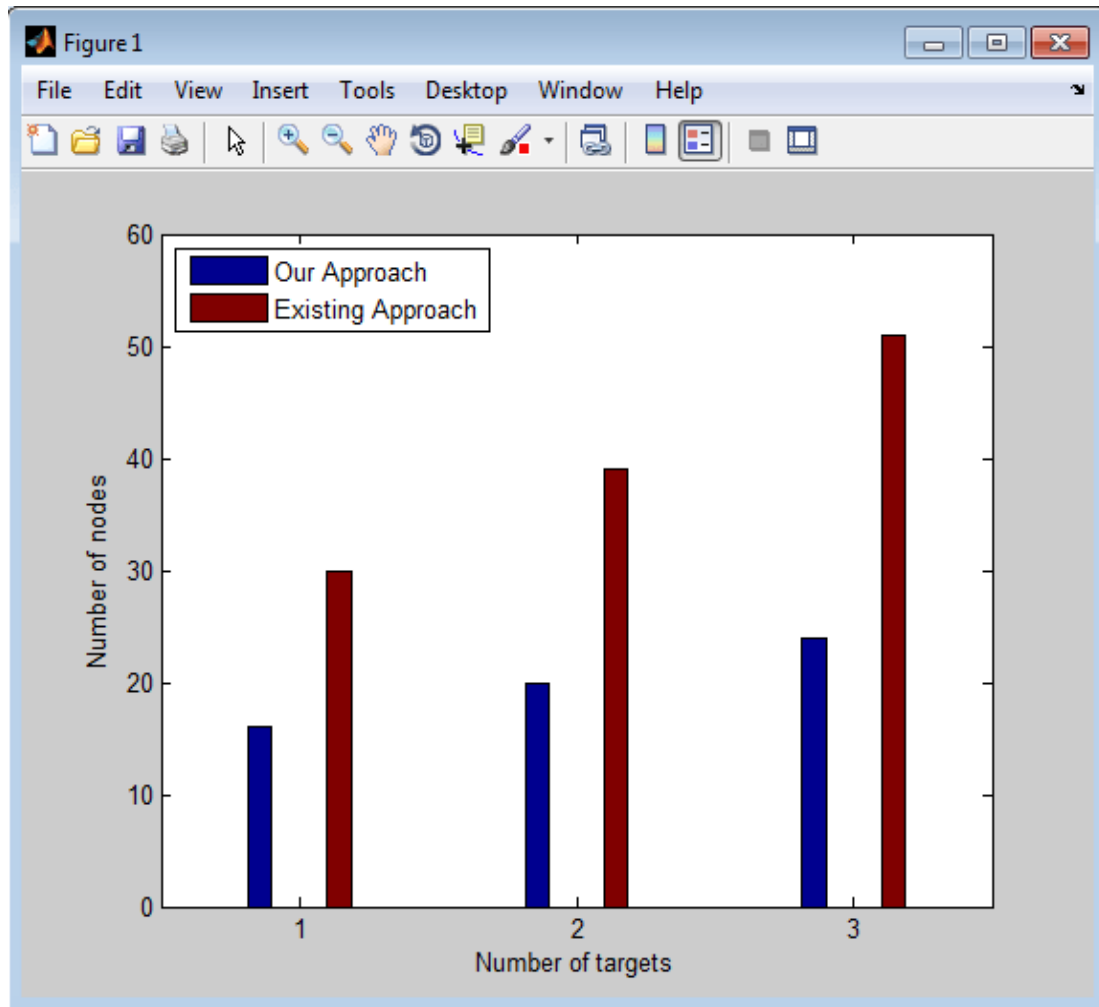 Figure 1
File Edit View Insert Tools Desktop Window Help
60
Our Approach
Existing Approach
50
40
30
20
10
0
Number of nodes
1 2 3
Number of targets